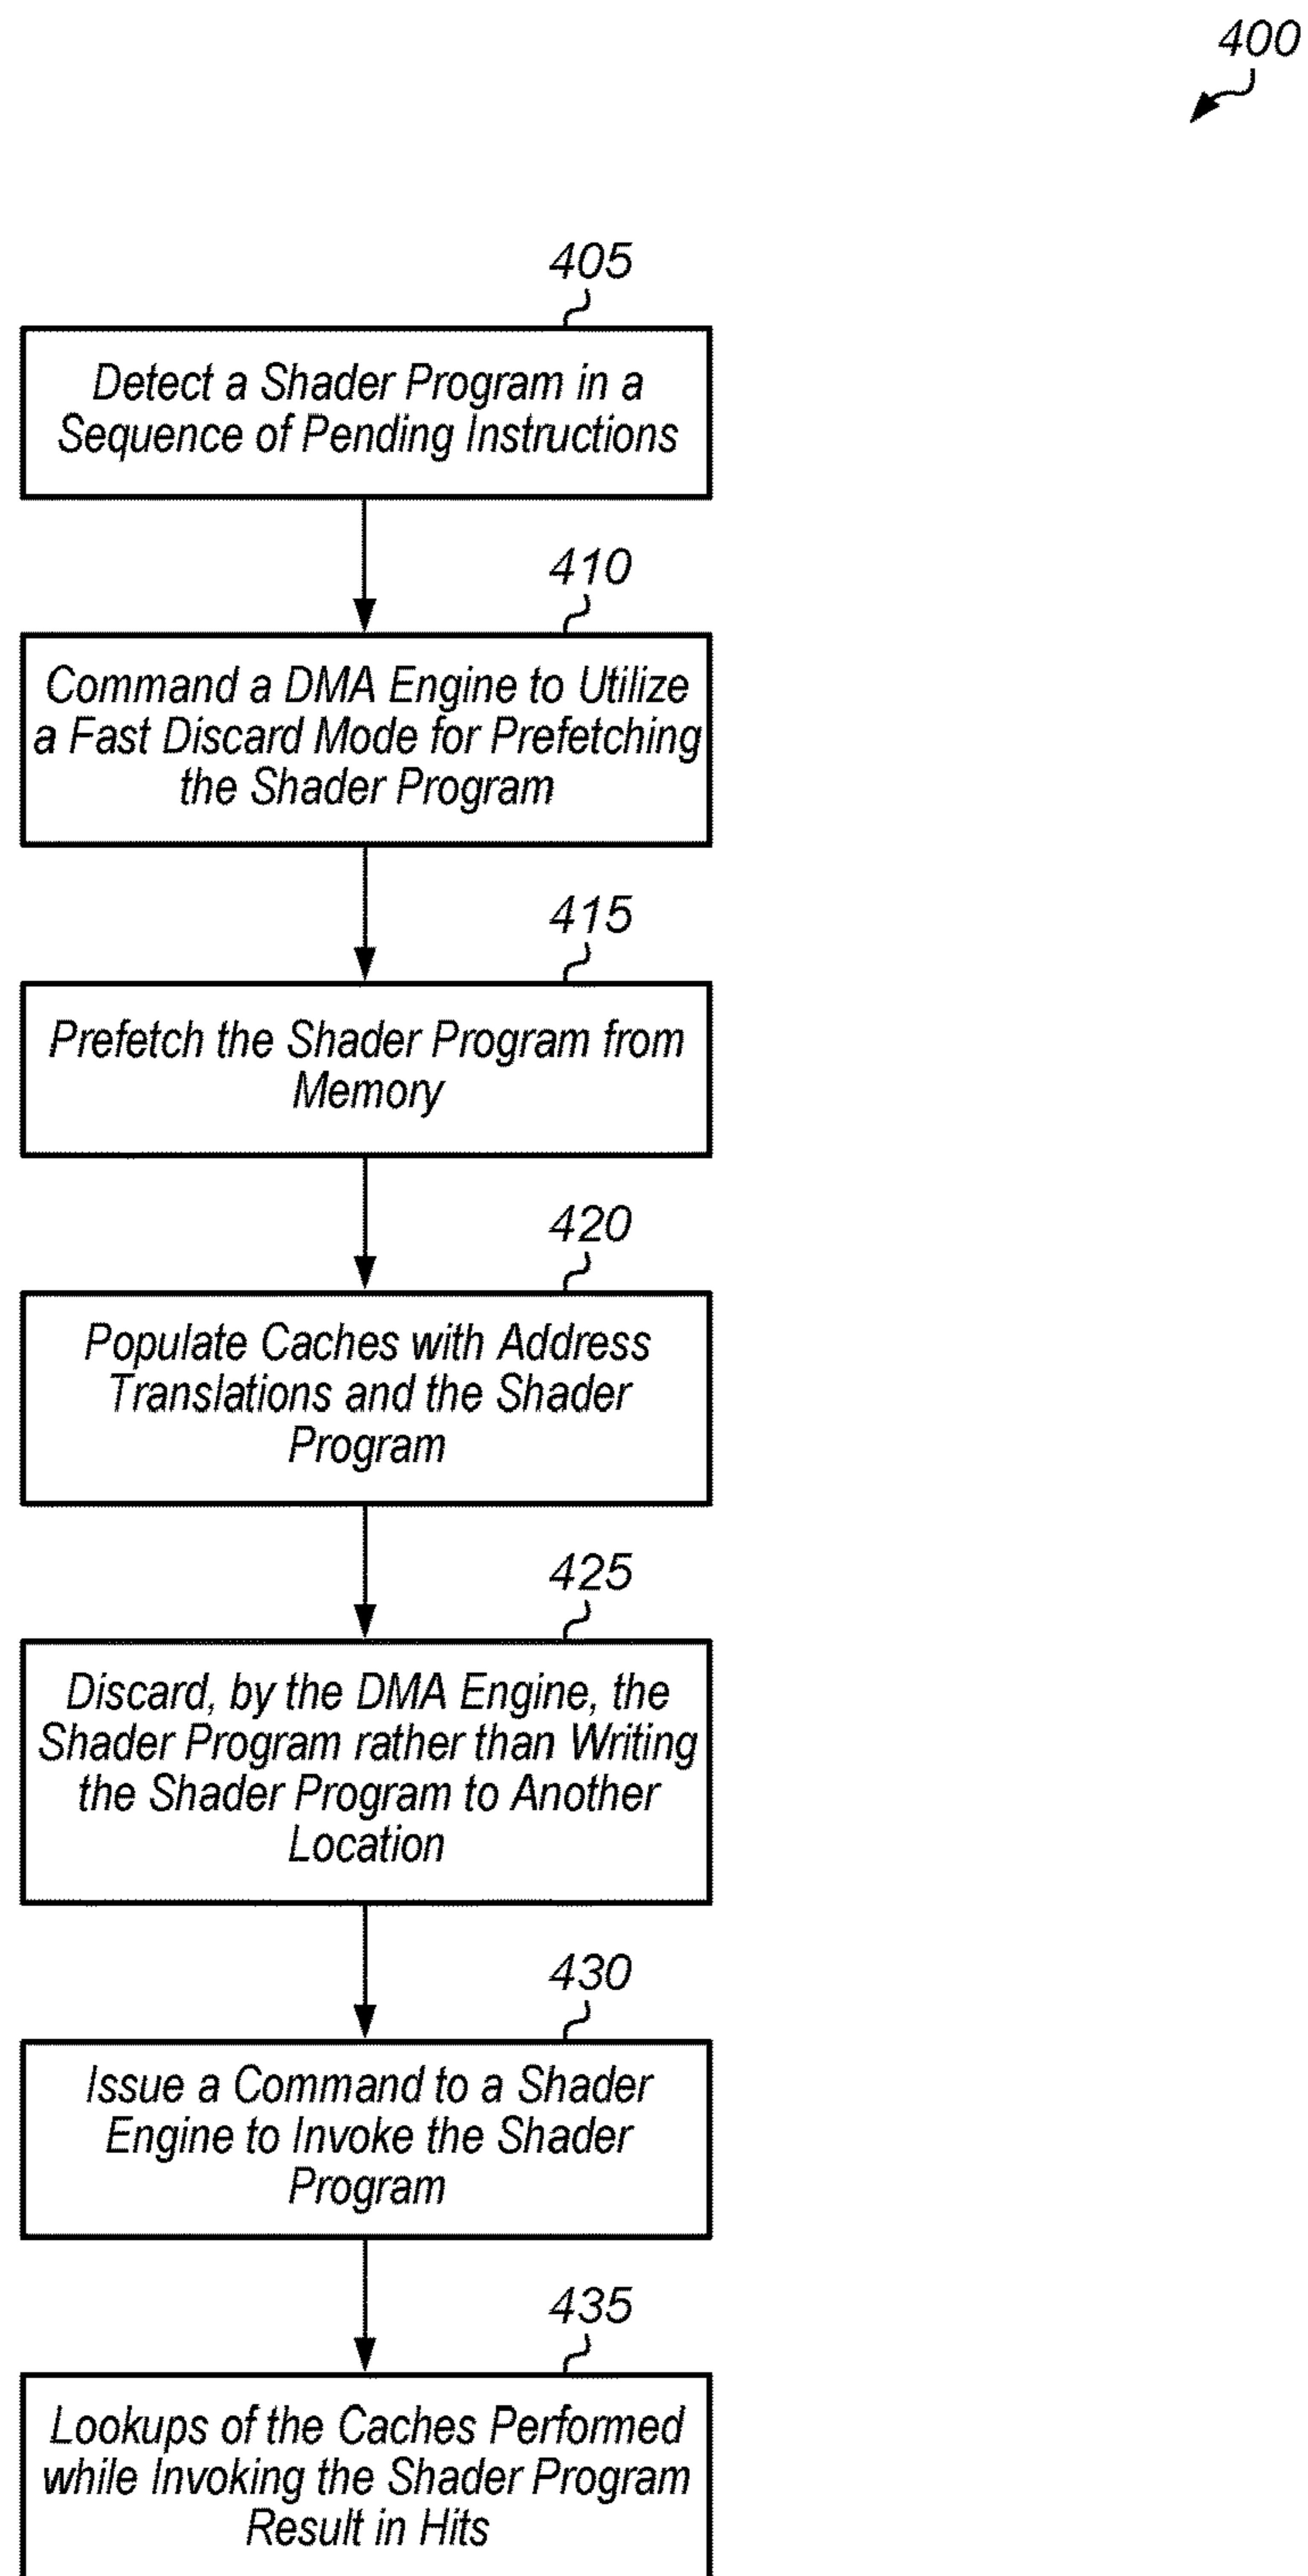 400
405
Detect a Shader Program in a
Sequence of Pending Instructions
410
Command a DMA Engine to Utilize
a Fast Discard Mode for Prefetching
the Shader Program
415
Prefetch the Shader Program from
Memory
420
Populate Caches with Address
Translations and the Shader
Program
425
Discard, by the DMA Engine, the
Shader Program rather than Writing
the Shader Program to Another
Location
430
Issue a Command to a Shader
Engine to Invoke the Shader
Program
435
Lookups of the Caches Performed
while Invoking the Shader Program
Result in Hits